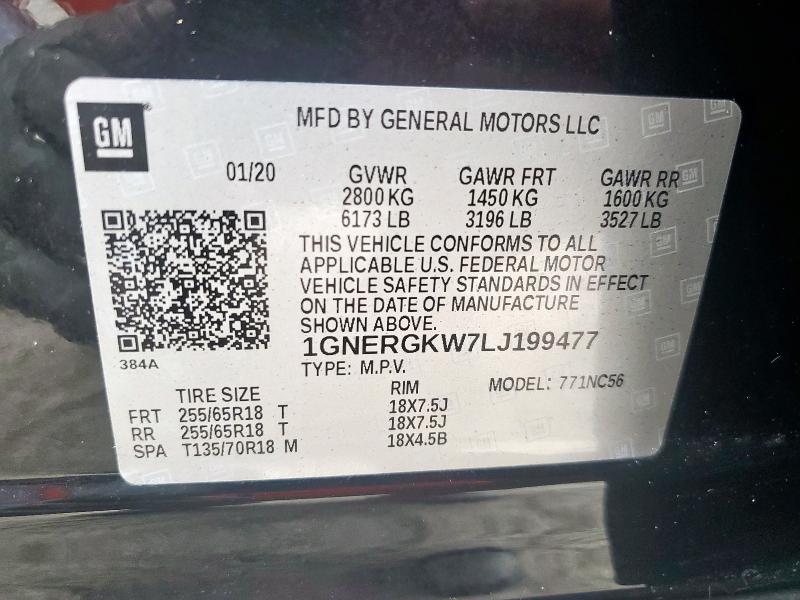 GM
MFD BY GENERAL MOTORS LLC
01/20 GVWR GAWR FRT GAWR RR
2800 KG 1450 KG 1600 KG
6173 LB 3196 LB 3527 LB
THIS VEHICLE CONFORMS TO ALL
APPLICABLE U.S. FEDERAL MOTOR
VEHICLE SAFETY STANDARDS IN EFFECT
ON THE DATE OF MANUFACTURE
SHOWN ABOVE.
1GNERGKW7LJ199477
384A
TYPE: M.P.V. MODEL: 771NC56
TIRE SIZE RIM
FRT 255/65R18 T 18X7.5J
RR 255/65R18 T 18X7.5J
SPA T135/70R18 M 18X4.5B